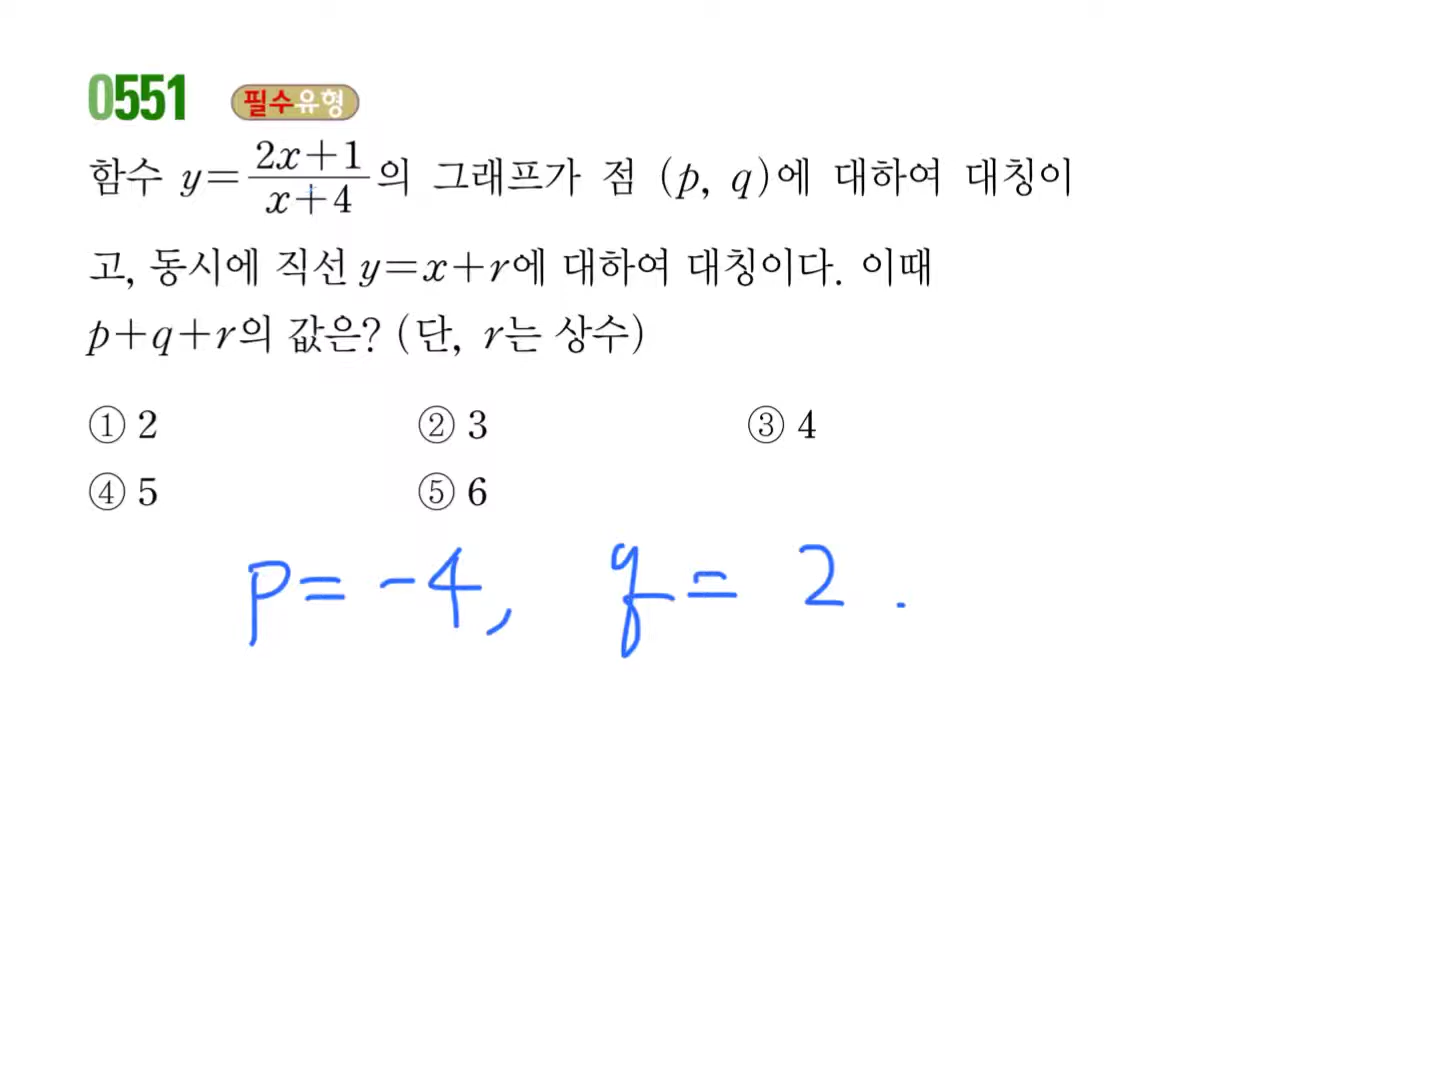 0551 필수유형
함수 y=\frac{2x+1}{x+4}의 그래프가 점 (p, q)에 대하여 대칭이
고, 동시에 직선 y=x+r에 대하여 대칭이다. 이때
p+q+r의 값은? (단, r는 상수)
① 2 ② 3 ③ 4
④ 5 ⑤ 6
p= -4, q= 2 .